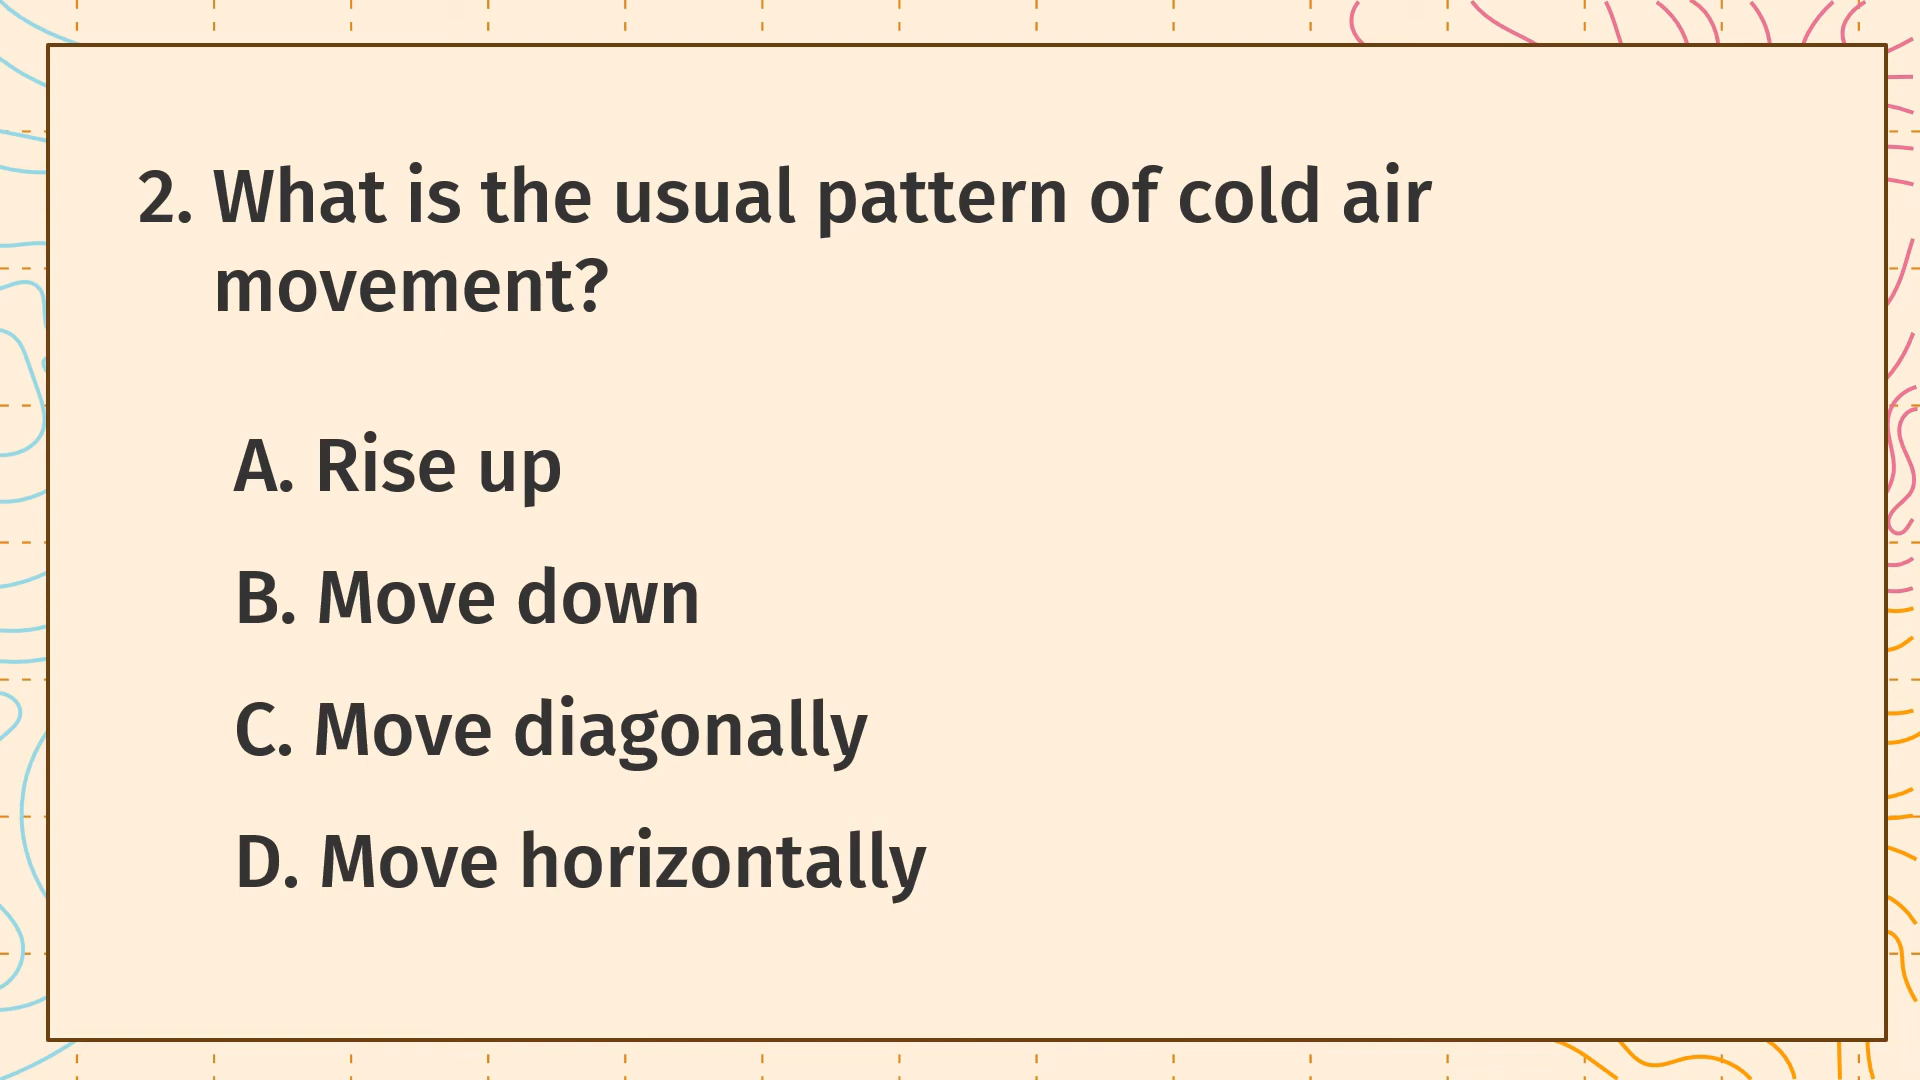 2. What is the usual pattern of cold air
movement?
A. Rise up
B. Move down
C. Move diagonally
D. Move horizontally